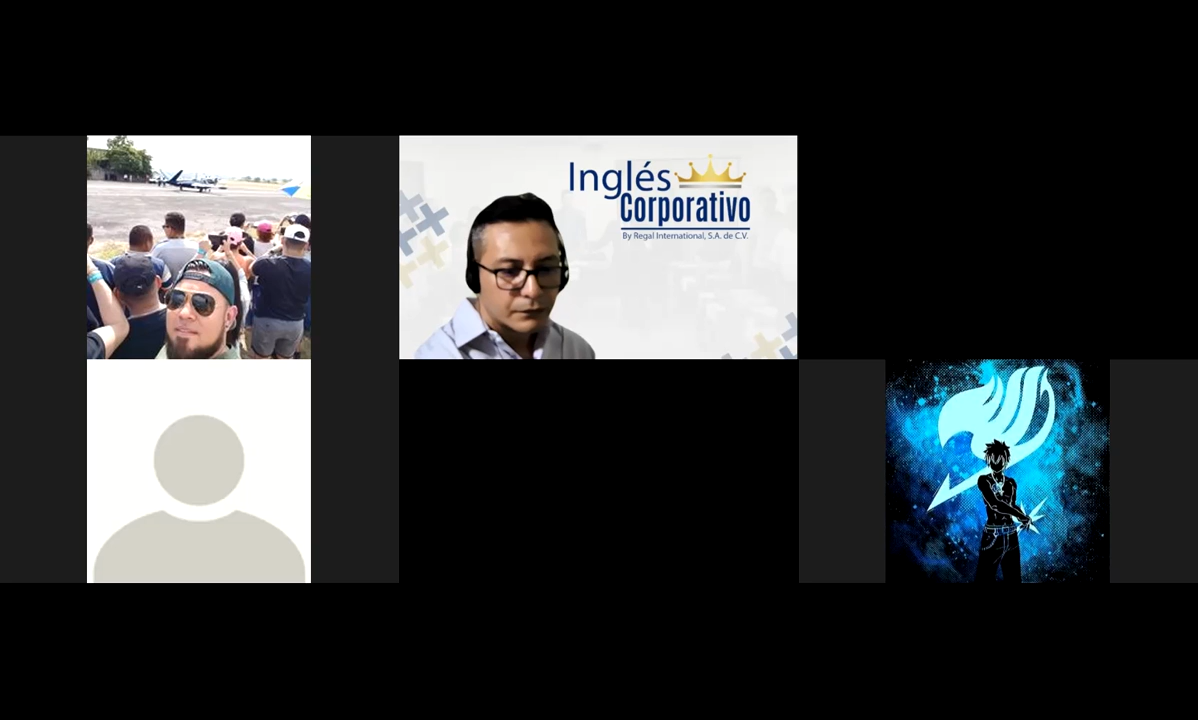 Inglés
Corporativo
By Regal International, S.A. de C.V.